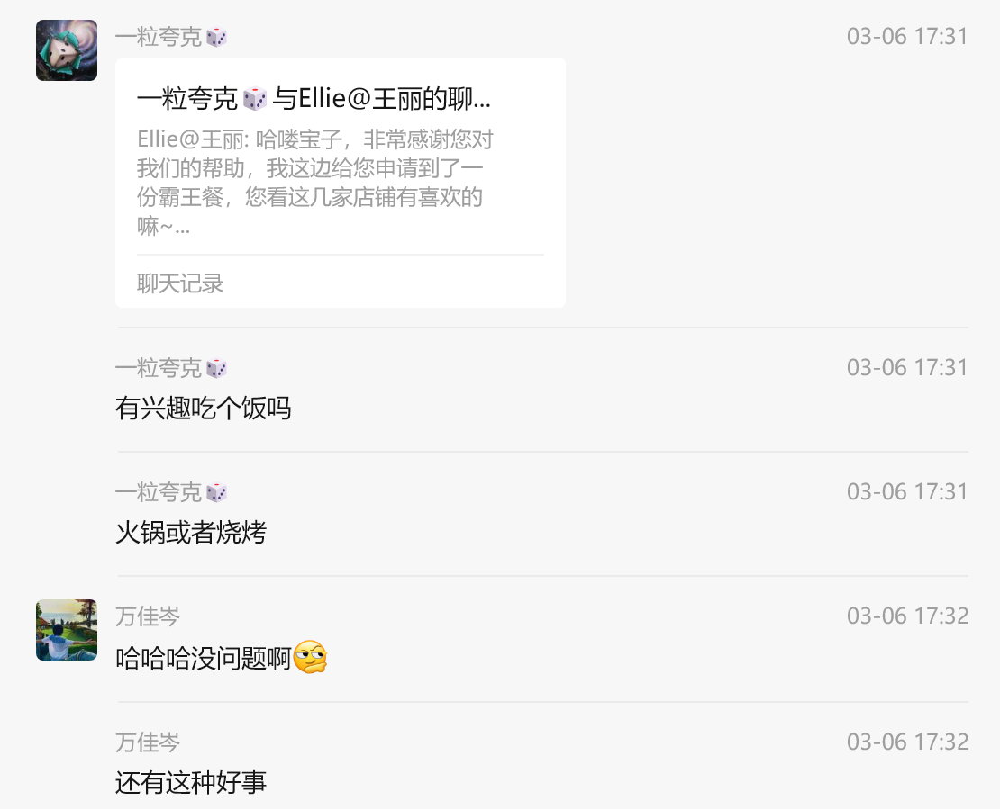 一粒夸克🎲
03-06 17:31
一粒夸克🎲与Ellie@王丽的聊...
Ellie@王丽: 哈喽宝子，非常感谢您对
我们的帮助，我这边给您申请到了一
份霸王餐，您看这几家店铺有喜欢的
嘛~...
聊天记录
一粒夸克🎲
03-06 17:31
有兴趣吃个饭吗
一粒夸克🎲
03-06 17:31
火锅或者烧烤
万佳岑
03-06 17:32
哈哈哈没问题啊
万佳岑
03-06 17:32
还有这种好事